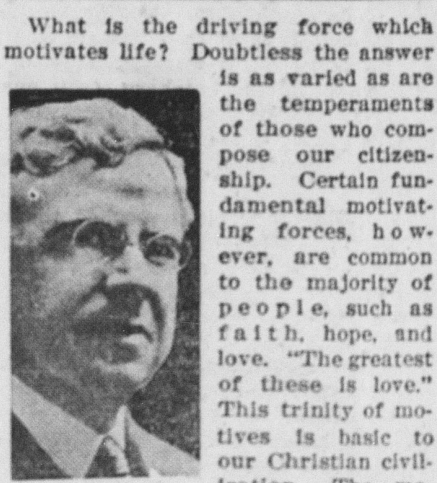 What is the driving force which
motivates life? Doubtless the answer
is as varied as are
the temperaments
of those who com-
pose our citizen-
ship. Certain fun-
damental motivat-
ing forces, how-
ever, are common
to the majority of
people, such as
faith, hope, and
love. "The greatest
of these is love."
This trinity of mo-
tives is basic to
our Christian civil-